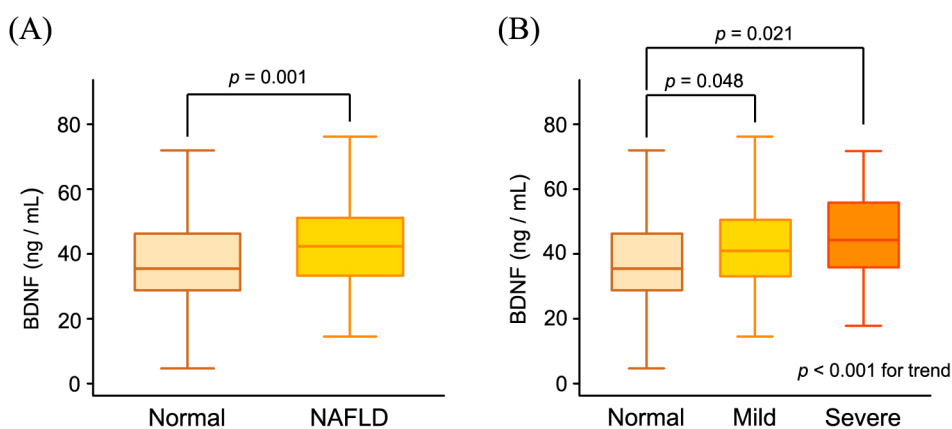 (A)
p = 0.001
BDNF (ng / mL)
80
60
40
20
0
Normal NAFLD
(B)
p = 0.021
p = 0.048
BDNF (ng / mL)
80
60
40
20
0
p < 0.001 for trend
Normal Mild Severe